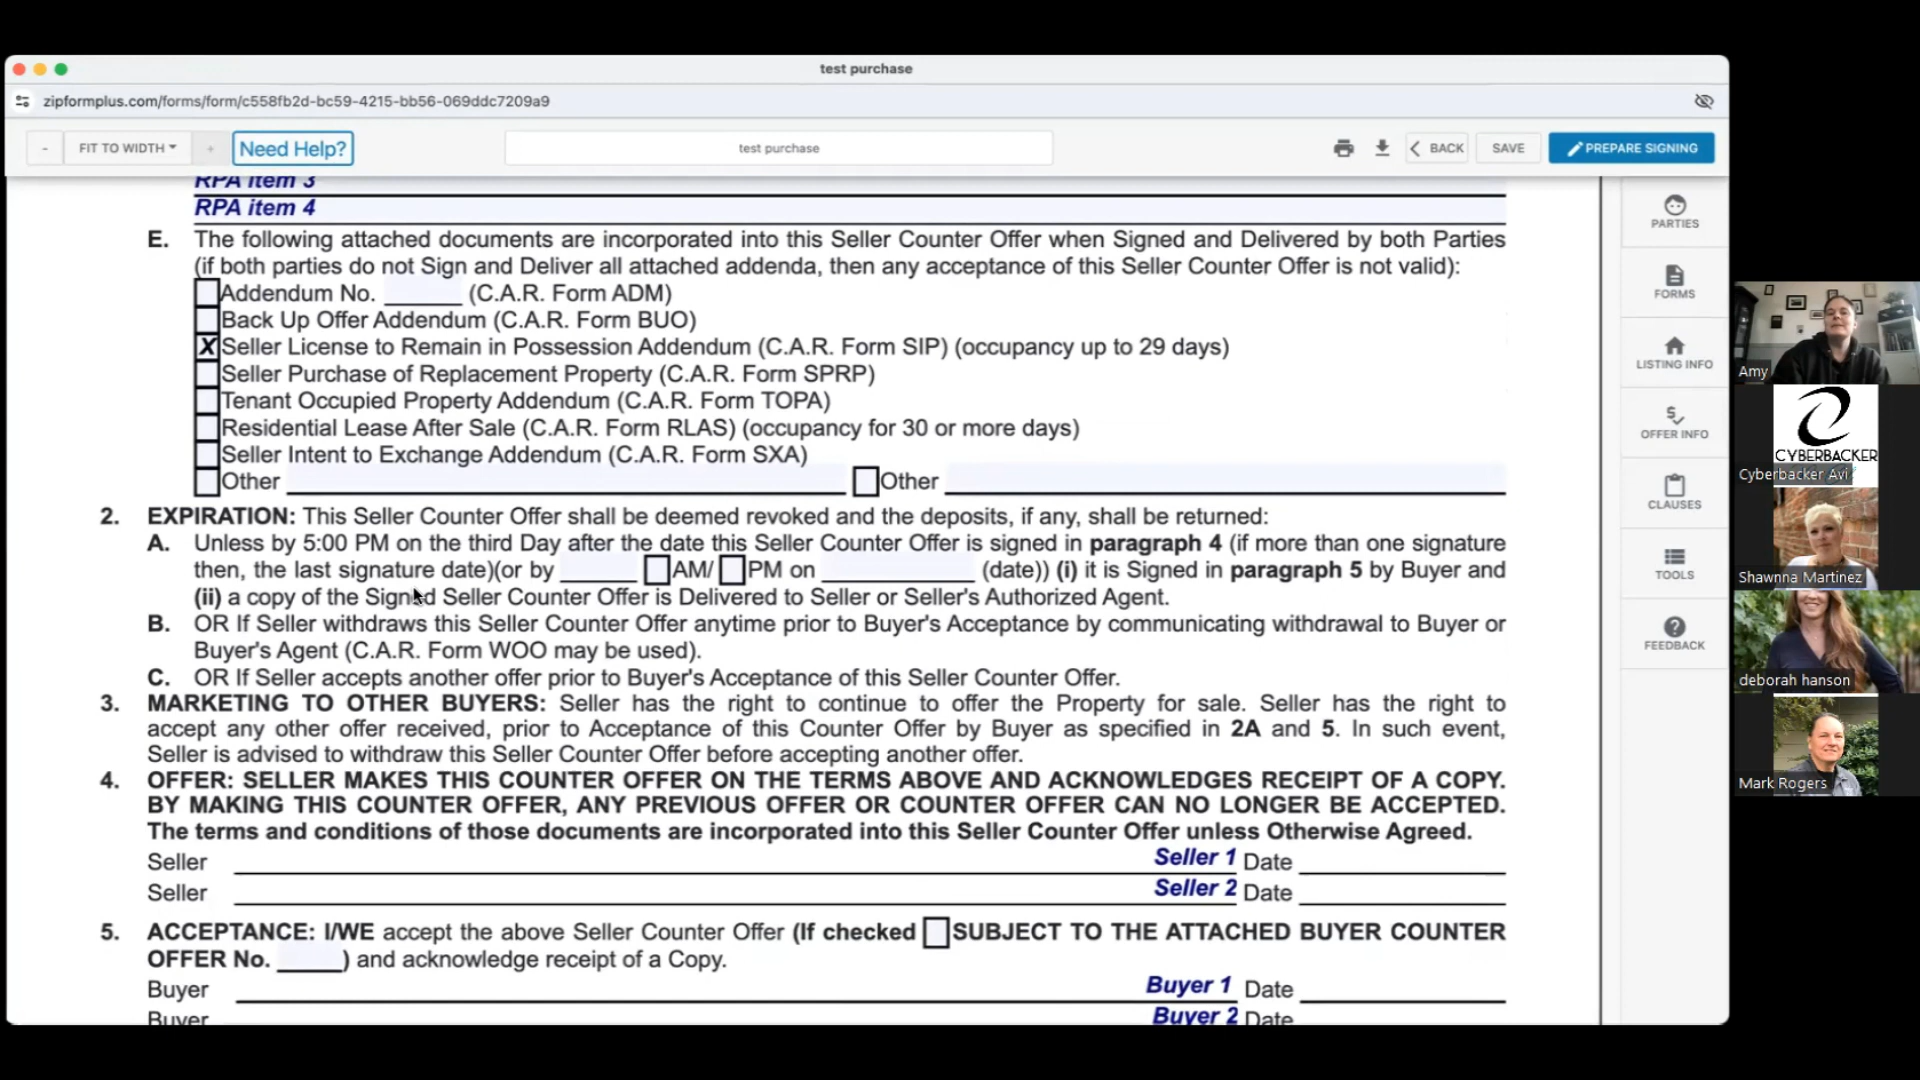 test purchase
zipformplus.com/forms/form/c558fb2d-bc59-4215-bb56-069ddc7209a9
- FIT TO WIDTH + Need Help? test purchase BACK SAVE PREPARE SIGNING
RPA item 3
RPA item 4
E. The following attached documents are incorporated into this Seller Counter Offer when Signed and Delivered by both Parties
(if both parties do not Sign and Deliver all attached addenda, then any acceptance of this Seller Counter Offer is not valid):
Addendum No. ______ (C.A.R. Form ADM)
Back Up Offer Addendum (C.A.R. Form BUO)
X Seller License to Remain in Possession Addendum (C.A.R. Form SIP) (occupancy up to 29 days)
Seller Purchase of Replacement Property (C.A.R. Form SPRP)
Tenant Occupied Property Addendum (C.A.R. Form TOPA)
Residential Lease After Sale (C.A.R. Form RLAS) (occupancy for 30 or more days)
Seller Intent to Exchange Addendum (C.A.R. Form SXA)
Other Other
2. EXPIRATION: This Seller Counter Offer shall be deemed revoked and the deposits, if any, shall be returned:
A. Unless by 5:00 PM on the third Day after the date this Seller Counter Offer is signed in paragraph 4 (if more than one signature
then, the last signature date)(or by ______ AM/ PM on ______ (date)) (i) it is Signed in paragraph 5 by Buyer and
(ii) a copy of the Signed Seller Counter Offer is Delivered to Seller or Seller's Authorized Agent.
B. OR If Seller withdraws this Seller Counter Offer anytime prior to Buyer's Acceptance by communicating withdrawal to Buyer or
Buyer's Agent (C.A.R. Form WOO may be used).
C. OR If Seller accepts another offer prior to Buyer's Acceptance of this Seller Counter Offer.
3. MARKETING TO OTHER BUYERS: Seller has the right to continue to offer the Property for sale. Seller has the right to
accept any other offer received, prior to Acceptance of this Counter Offer by Buyer as specified in 2A and 5. In such event,
Seller is advised to withdraw this Seller Counter Offer before accepting another offer.
4. OFFER: SELLER MAKES THIS COUNTER OFFER ON THE TERMS ABOVE AND ACKNOWLEDGES RECEIPT OF A COPY.
BY MAKING THIS COUNTER OFFER, ANY PREVIOUS OFFER OR COUNTER OFFER CAN NO LONGER BE ACCEPTED.
The terms and conditions of those documents are incorporated into this Seller Counter Offer unless Otherwise Agreed.
Seller Seller 1 Date
Seller Seller 2 Date
5. ACCEPTANCE: I/WE accept the above Seller Counter Offer (If checked SUBJECT TO THE ATTACHED BUYER COUNTER
OFFER No. _____) and acknowledge receipt of a Copy.
Buyer Buyer 1 Date
Buyer Buyer 2 Date
PARTIES
FORMS
LISTING INFO
OFFER INFO
CLAUSES
TOOLS
FEEDBACK
Amy
CYBERBACKER
Cyberbacker Avi
Shawnna Martinez
deborah hanson
Mark Rogers